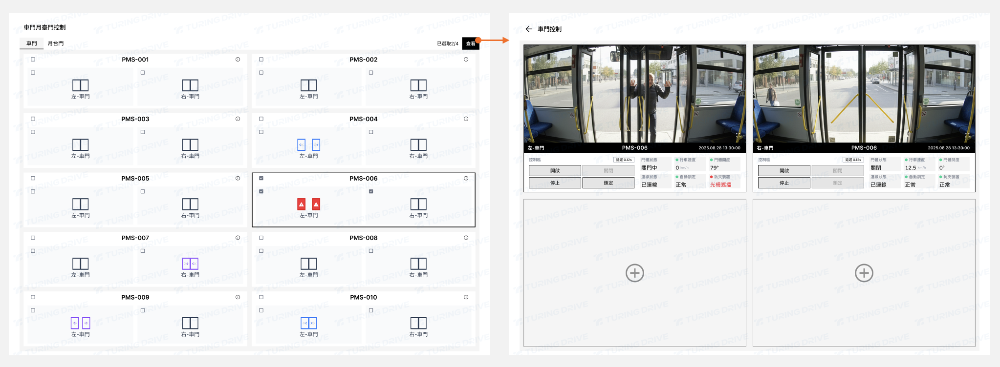 車門月臺門控制
車門 月台門 已選取2/4 查看
PMS-001
左-車門 右-車門
PMS-002
左-車門 右-車門
PMS-003
左-車門 右-車門
PMS-004
左-車門 右-車門
PMS-005
左-車門 右-車門
PMS-006
左-車門 右-車門
PMS-007
左-車門 右-車門
PMS-008
左-車門 右-車門
PMS-009
左-車門 右-車門
PMS-010
左-車門 右-車門
車門控制
左-車門 PMS-006 2025.08.28 13:30:00
控制區 延遲 0.12s
開啟 關閉
停止 鎖定
門體狀態 行車速度 門體開度
關門中 0 km/h 79°
連線狀態 自動鎖定 防夾裝置
已連線 正常 光柵遮擋
右-車門 PMS-006 2025.08.28 13:30:00
控制區 延遲 0.12s
開啟 關閉
停止 鎖定
門體狀態 行車速度 門體開度
關閉 12.5 km/h 0°
連線狀態 自動鎖定 防夾裝置
已連線 正常 正常
TURING DRIVE